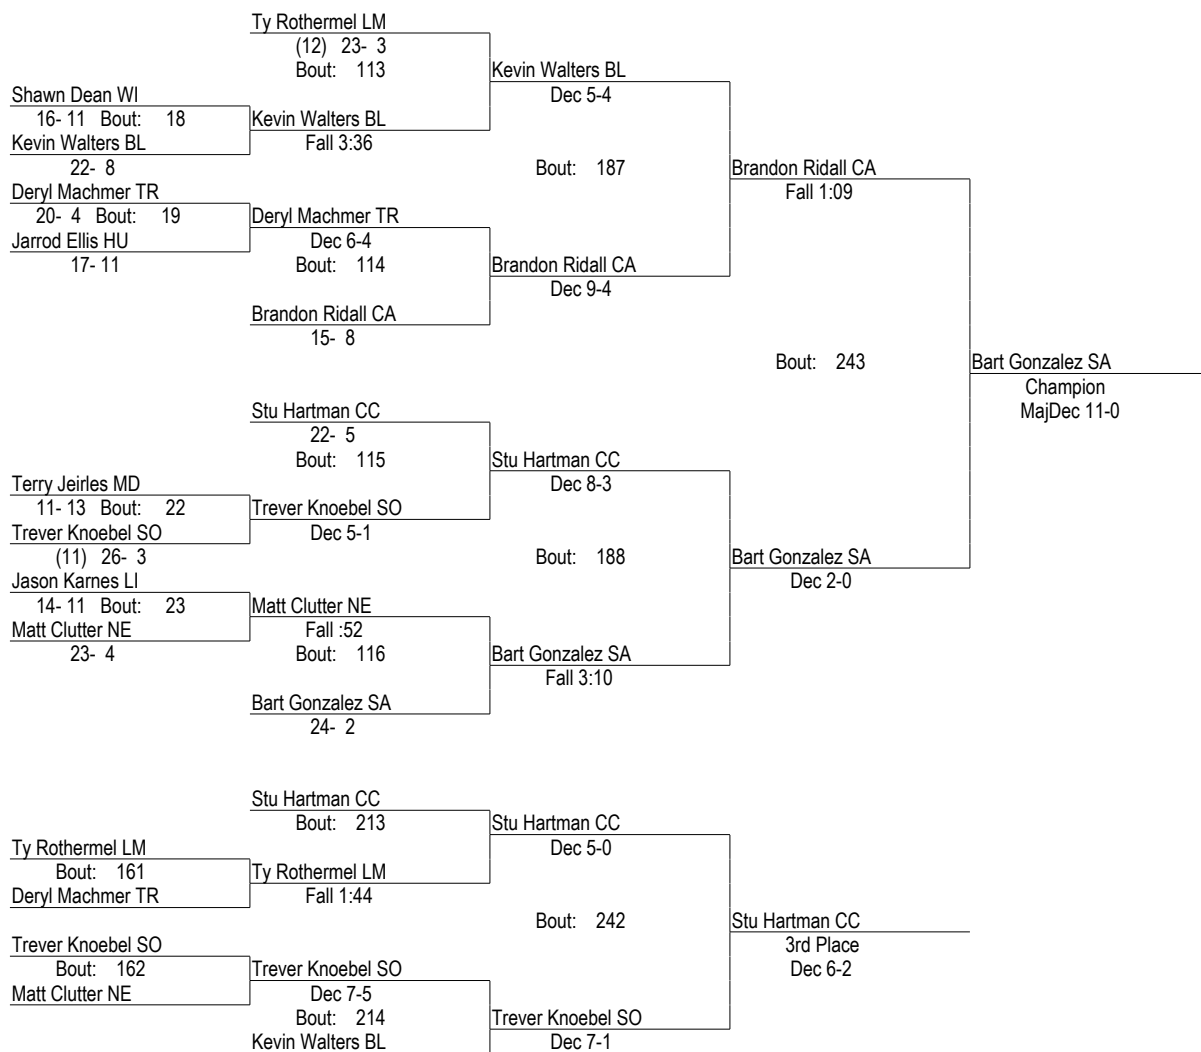 Ty Rothermel LM
(12) 23- 3
Bout: 113
Kevin Walters BL
Dec 5-4
Shawn Dean WI
16- 11 Bout: 18
Kevin Walters BL
Fall 3:36
Kevin Walters BL
22- 8
Bout: 187
Brandon Ridall CA
Fall 1:09
Deryl Machmer TR
20- 4 Bout: 19
Deryl Machmer TR
Dec 6-4
Jarrod Ellis HU
17- 11
Bout: 114
Brandon Ridall CA
Dec 9-4
Brandon Ridall CA
15- 8
Bout: 243
Bart Gonzalez SA
Champion
MajDec 11-0
Stu Hartman CC
22- 5
Bout: 115
Stu Hartman CC
Dec 8-3
Terry Jeirles MD
11- 13 Bout: 22
Trever Knoebel SO
Dec 5-1
Trever Knoebel SO
(11) 26- 3
Bout: 188
Bart Gonzalez SA
Dec 2-0
Jason Karnes LI
14- 11 Bout: 23
Matt Clutter NE
Fall :52
Matt Clutter NE
23- 4
Bout: 116
Bart Gonzalez SA
Fall 3:10
Bart Gonzalez SA
24- 2
Stu Hartman CC
Bout: 213
Stu Hartman CC
Dec 5-0
Ty Rothermel LM
Bout: 161
Ty Rothermel LM
Fall 1:44
Deryl Machmer TR
Bout: 242
Stu Hartman CC
3rd Place
Dec 6-2
Trever Knoebel SO
Bout: 162
Trever Knoebel SO
Dec 7-5
Matt Clutter NE
Bout: 214
Trever Knoebel SO
Dec 7-1
Kevin Walters BL